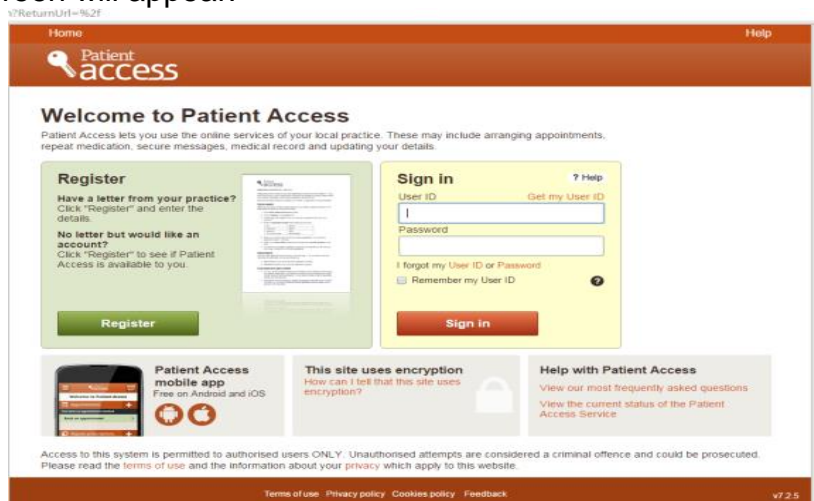 n?ReturnUrl=%2f
Home
Help
Patient
access
Welcome to Patient Access
Patient Access lets you use the online services of your local practice. These may include arranging appointments,
repeat medication, secure messages, medical record and updating your details.
Register
Have a letter from your practice?
Click "Register" and enter the
details.
No letter but would like an
account?
Click "Register" to see if Patient
Access is available to you.
Register
Sign in
? Help
User ID
Get my User ID
Password
I forgot my User ID or Password
Remember my User ID
?
Sign in
Patient Access
mobile app
Free on Android and iOS
This site uses encryption
How can I tell that this site uses
encryption?
Help with Patient Access
View our most frequently asked questions
View the current status of the Patient
Access Service
Access to this system is permitted to authorised users ONLY. Unauthorised attempts are considered a criminal offence and could be prosecuted.
Please read the terms of use and the information about your privacy which apply to this website.
Terms of use Privacy policy Cookies policy Feedback
v7.2.5